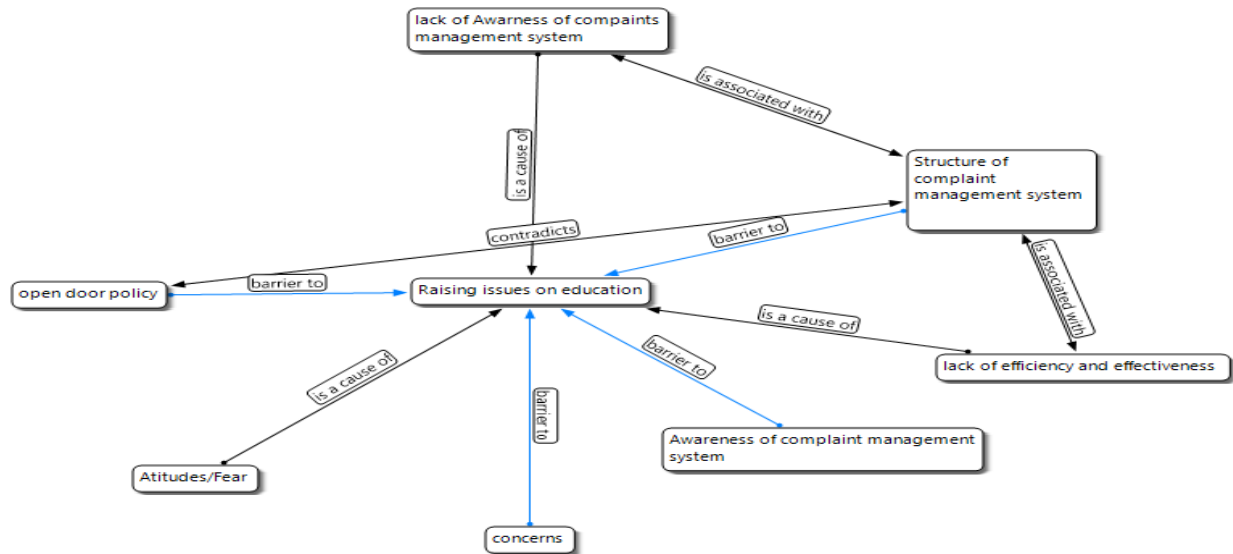 lack of Awarness of compaints
management system
is associated with
is a cause of
Structure of
complaint
management system
contradicts
barrier to
is associated with
open door policy
barrier to
Raising issues on education
is a cause of
lack of efficiency and effectiveness
barrier to
is a cause of
barrier to
Awareness of complaint management
system
Atitudes/Fear
concerns